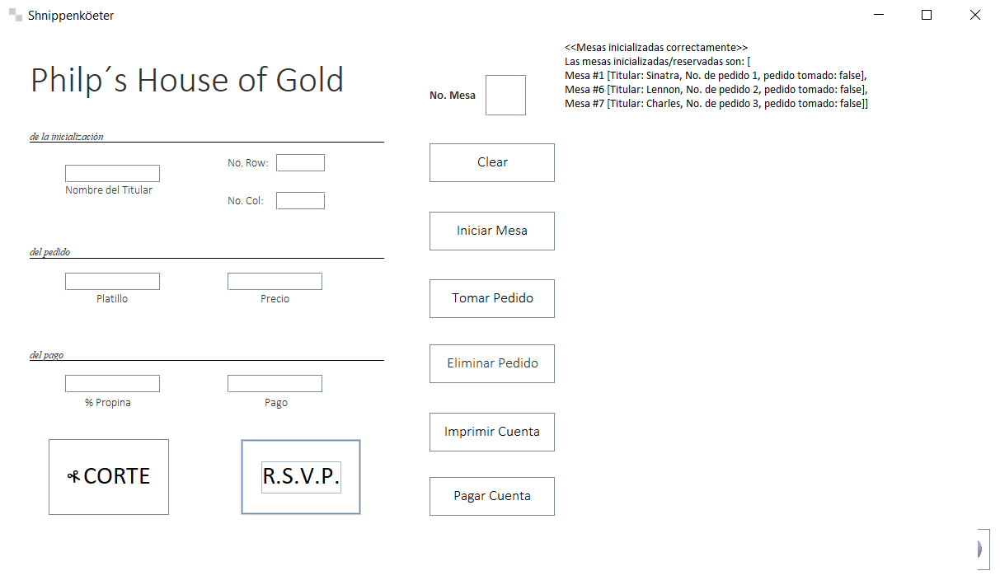 Shnippenköeter
Philp´s House of Gold
de la inicialización
Nombre del Titular
No. Row:
No. Col:
del pedido
Platillo
Precio
del pago
% Propina
Pago
CORTE
R.S.V.P.
No. Mesa
Clear
Iniciar Mesa
Tomar Pedido
Eliminar Pedido
Imprimir Cuenta
Pagar Cuenta
<<Mesas inicializadas correctamente>>
Las mesas inicializadas/reservadas son: [
Mesa #1 [Titular: Sinatra, No. de pedido 1, pedido tomado: false],
Mesa #6 [Titular: Lennon, No. de pedido 2, pedido tomado: false],
Mesa #7 [Titular: Charles, No. de pedido 3, pedido tomado: false]]